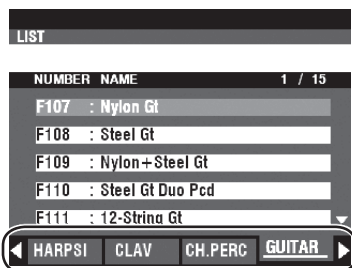 LIST
NUMBER NAME 1 / 15
F107 : Nylon Gt
F108 : Steel Gt
F109 : Nylon+Steel Gt
F110 : Steel Gt Duo Pcd
F111 : 12-String Gt
HARPSI CLAV CH.PERC GUITAR